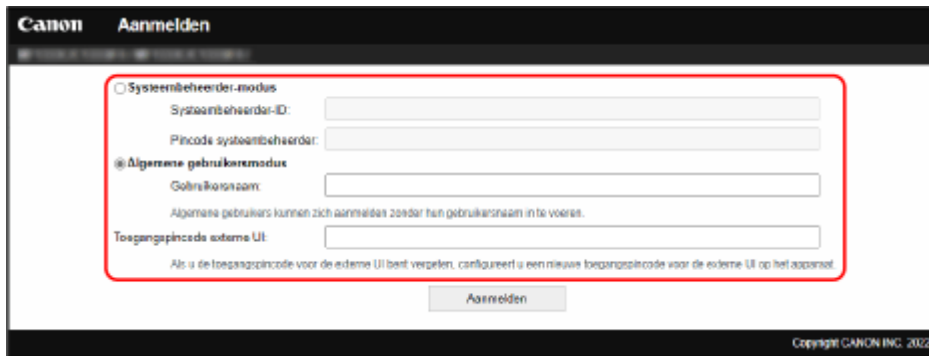 Canon Aanmelden
Systeembeheerder-modus
Systeembeheerder-ID:
Pincode systeembeheerder:
Algemene gebruikersmodus
Gebruikersnaam:
Algemene gebruikers kunnen zich aanmelden zonder hun gebruikersnaam in te voeren.
Toegangspincode externe UI:
Als u de toegangspincode voor de externe UI bent vergeten, configureert u een nieuwe toegangspincode voor de externe UI op het apparaat.
Aanmelden
Copyright CANON INC. 2022